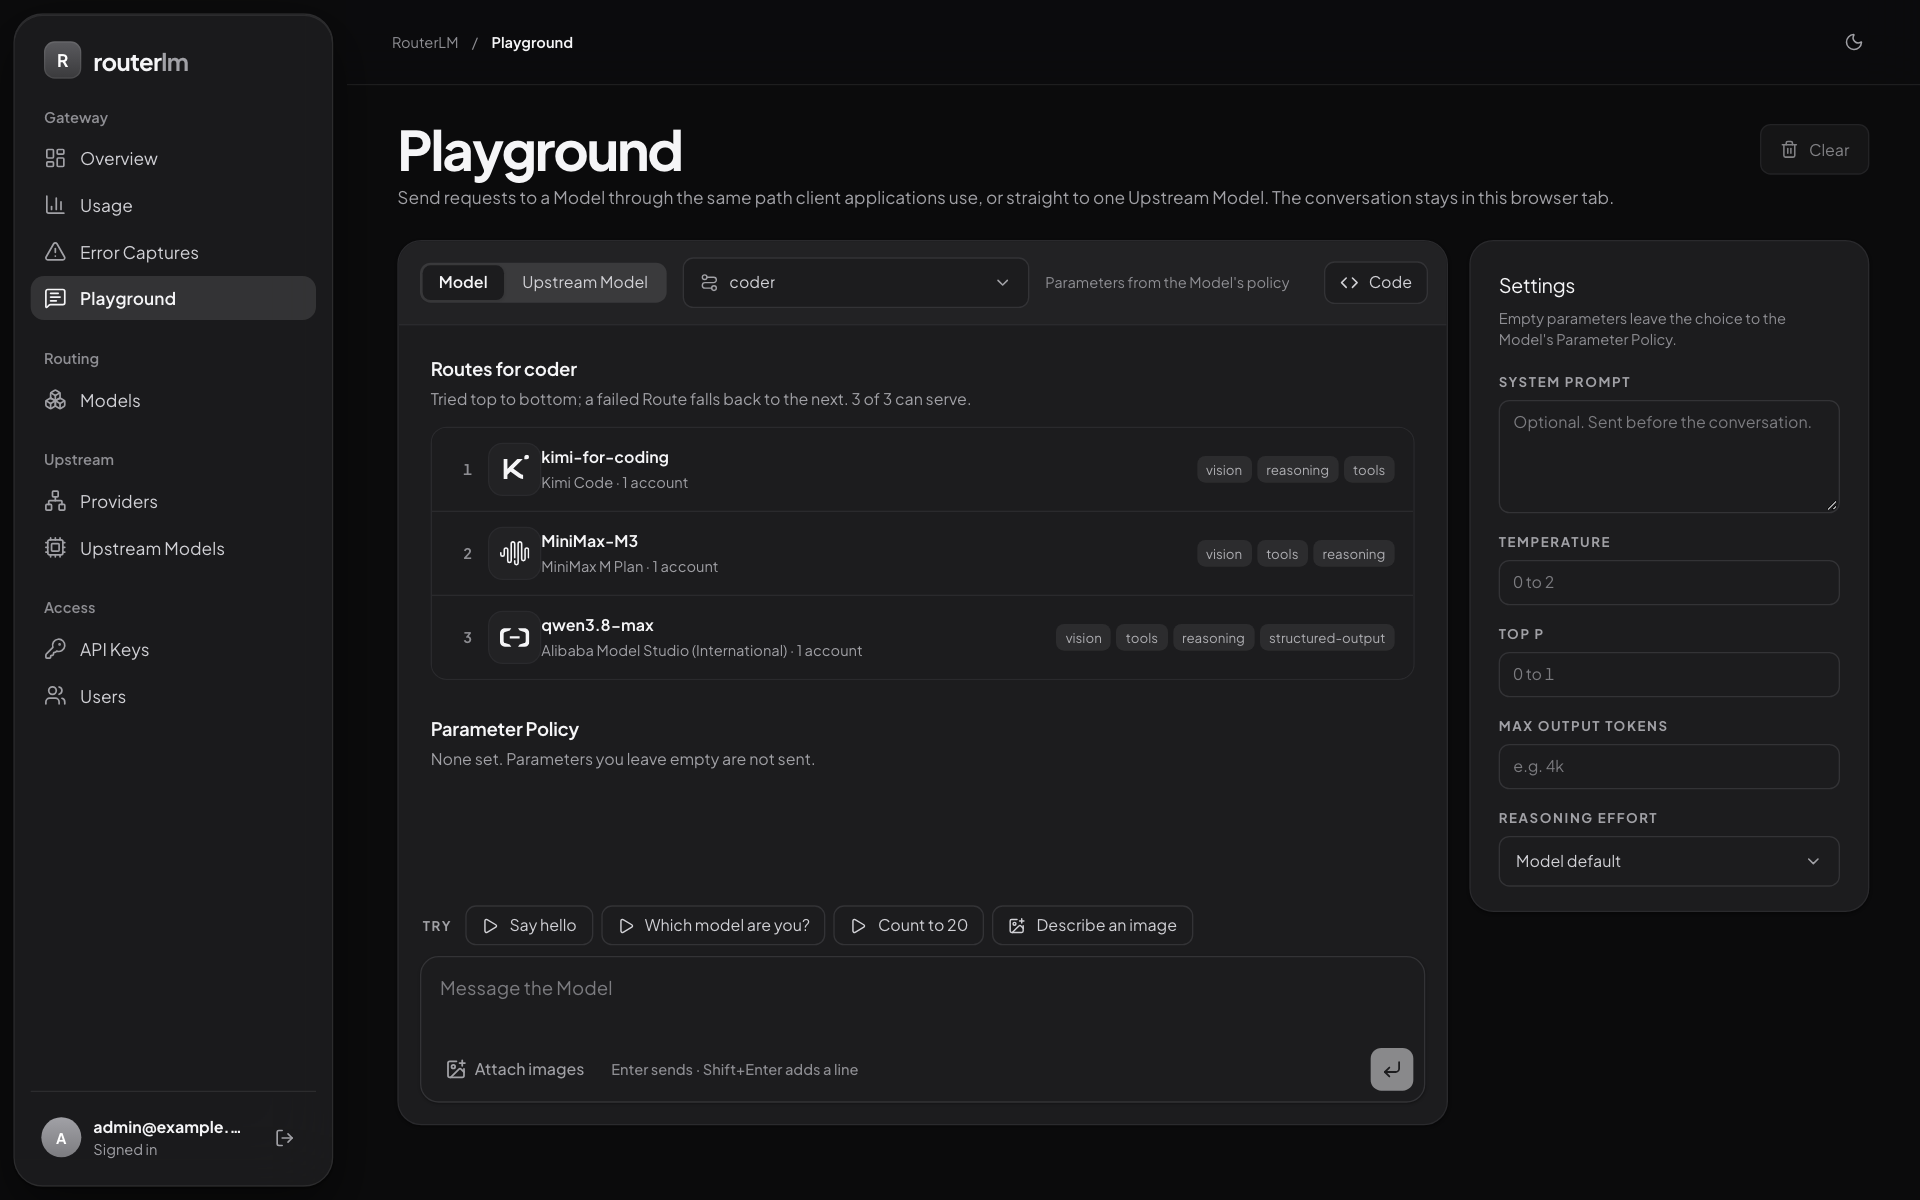 R routerlm
Gateway
Overview
Usage
Error Captures
Playground
Routing
Models
Upstream
Providers
Upstream Models
Access
API Keys
Users
A
admin@example....
Signed in
RouterLM / Playground
Playground
Clear
Send requests to a Model through the same path client applications use, or straight to one Upstream Model. The conversation stays in this browser tab.
Model Upstream Model coder Parameters from the Model's policy Code
Routes for coder
Tried top to bottom; a failed Route falls back to the next. 3 of 3 can serve.
1 kimi-for-coding vision reasoning tools
Kimi Code · 1 account
2 MiniMax-M3 vision tools reasoning
MiniMax M Plan · 1 account
3 qwen3.8-max vision tools reasoning structured-output
Alibaba Model Studio (International) · 1 account
Parameter Policy
None set. Parameters you leave empty are not sent.
TRY Say hello Which model are you? Count to 20 Describe an image
Message the Model
Attach images Enter sends · Shift+Enter adds a line
Settings
Empty parameters leave the choice to the
Model's Parameter Policy.
SYSTEM PROMPT
Optional. Sent before the conversation.
TEMPERATURE
0 to 2
TOP P
0 to 1
MAX OUTPUT TOKENS
e.g. 4k
REASONING EFFORT
Model default